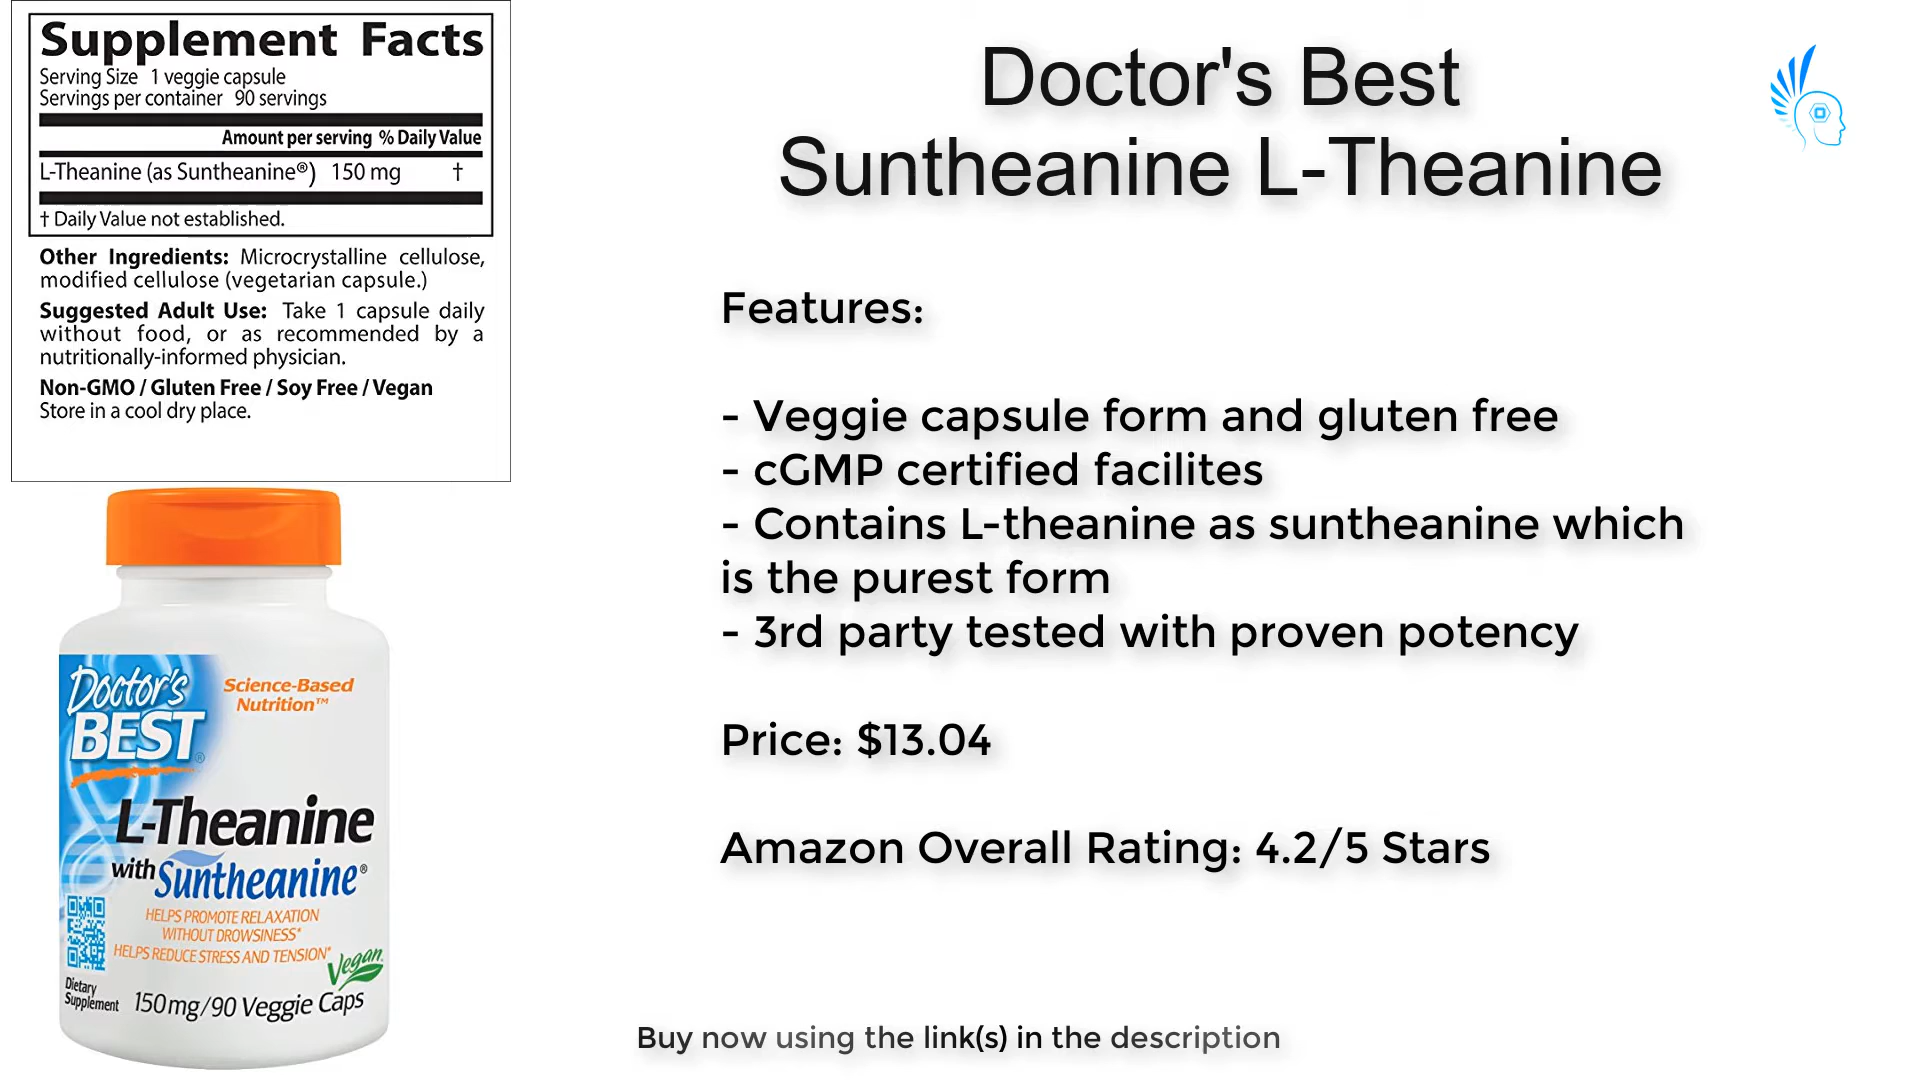 Supplement Facts
Serving Size 1 veggie capsule
Servings per container 90 servings
Amount per serving % Daily Value
L-Theanine (as Suntheanine®) 150 mg †
† Daily Value not established.
Other Ingredients: Microcrystalline cellulose,
modified cellulose (vegetarian capsule.)
Suggested Adult Use: Take 1 capsule daily
without food, or as recommended by a
nutritionally-informed physician.
Non-GMO / Gluten Free / Soy Free / Vegan
Store in a cool dry place.
Doctor's
BEST®
Science-Based
Nutrition™
L-Theanine
with Suntheanine®
HELPS PROMOTE RELAXATION
WITHOUT DROWSINESS*
HELPS REDUCE STRESS AND TENSION*
Vegan
Dietary
Supplement
150mg/90 Veggie Caps
Doctor's Best
Suntheanine L-Theanine
Features:
- Veggie capsule form and gluten free
- cGMP certified facilites
- Contains L-theanine as suntheanine which
is the purest form
- 3rd party tested with proven potency
Price: $13.04
Amazon Overall Rating: 4.2/5 Stars
Buy now using the link(s) in the description